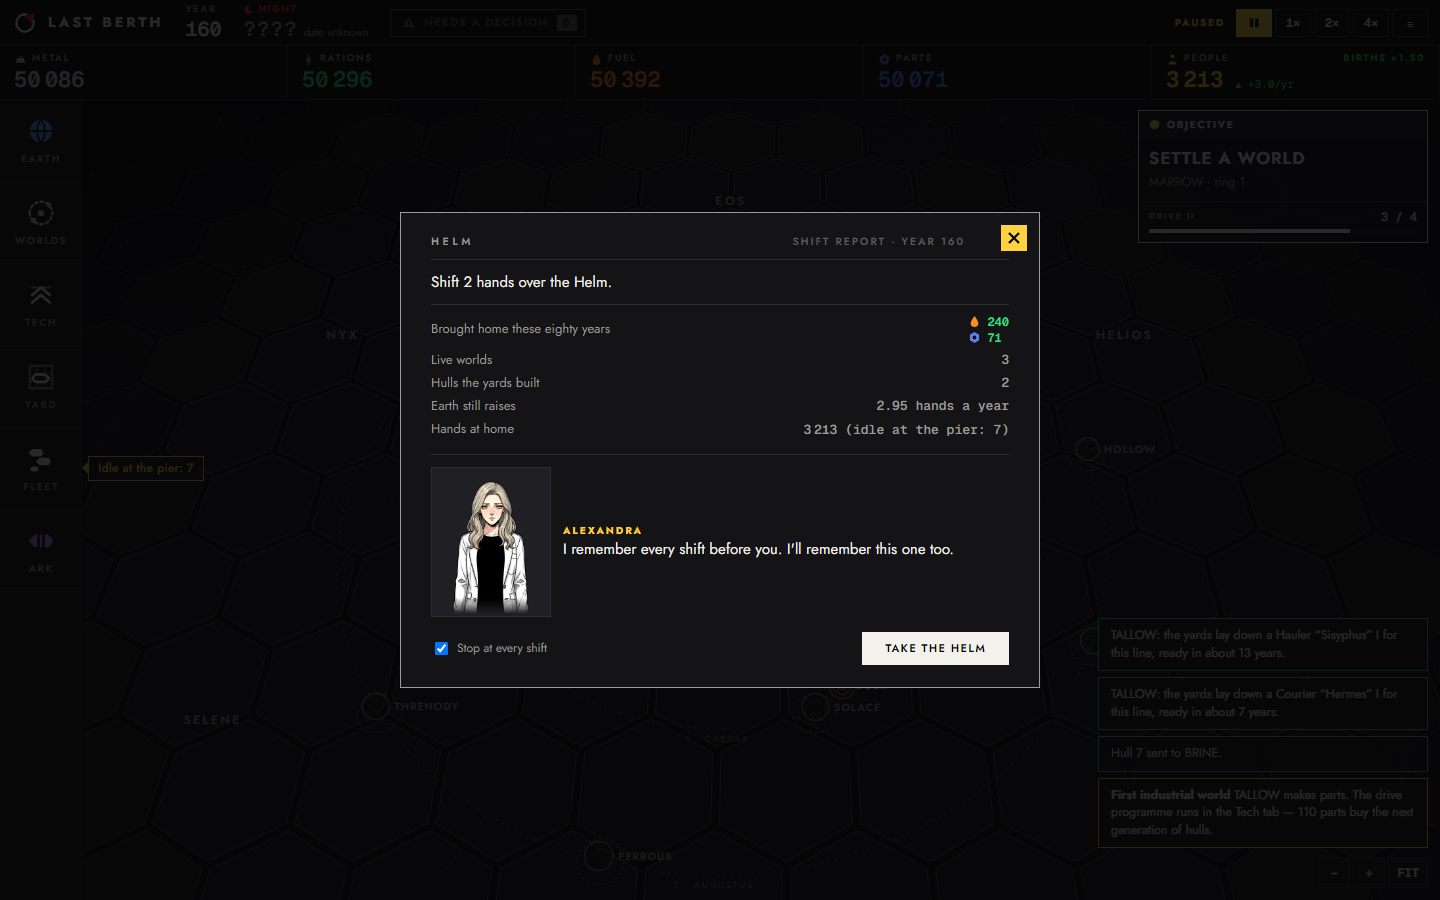 LAST BERTH
YEAR
160
NIGHT
????
date unknown
NEEDS A DECISION
0
PAUSED
1×
2×
4×
≡
METAL
50 086
RATIONS
50 296
FUEL
50 392
PARTS
50 071
PEOPLE
3 213
▲ +3.0/yr
BIRTHS ×1.50
EARTH
WORLDS
TECH
YARD
FLEET
ARK
Idle at the pier: 7
OBJECTIVE
SETTLE A WORLD
MARROW · ring 1
DRIVE II
3 / 4
EOS
NYX
HELIOS
HOLLOW
SELENE
THRENODY
SOLACE
CAESAR
FERROUS
AUGUSTUS
HELM
SHIFT REPORT · YEAR 160
Shift 2 hands over the Helm.
Brought home these eighty years
240
71
Live worlds
3
Hulls the yards built
2
Earth still raises
2.95 hands a year
Hands at home
3 213 (idle at the pier: 7)
ALEXANDRA
I remember every shift before you. I'll remember this one too.
Stop at every shift
TAKE THE HELM
TALLOW: the yards lay down a Hauler “Sisyphus” I for
this line, ready in about 13 years.
TALLOW: the yards lay down a Courier “Hermes” I for
this line, ready in about 7 years.
Hull 7 sent to BRINE.
First industrial world TALLOW makes parts. The drive
programme runs in the Tech tab — 110 parts buy the next
generation of hulls.
−
+
FIT